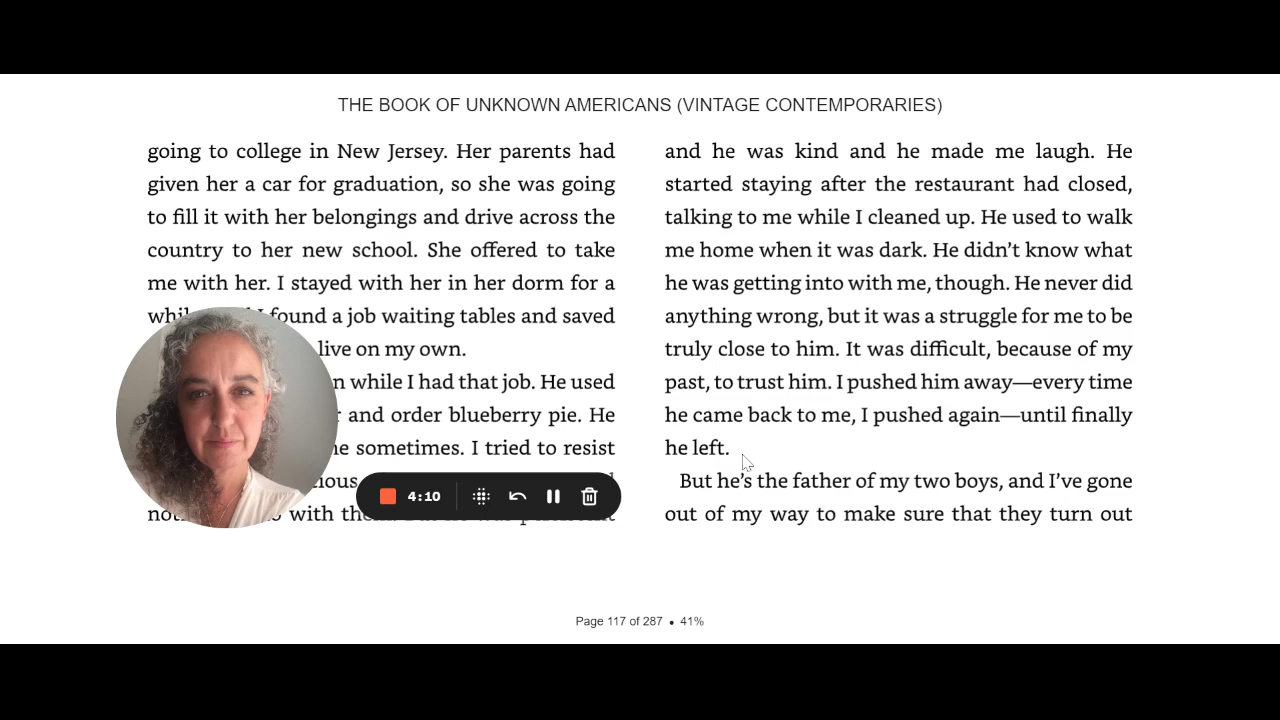 THE BOOK OF UNKNOWN AMERICANS (VINTAGE CONTEMPORARIES)
going to college in New Jersey. Her parents had
given her a car for graduation, so she was going
to fill it with her belongings and drive across the
country to her new school. She offered to take
me with her. I stayed with her in her dorm for a
found a job waiting tables and saved
live on my own.
while I had that job. He used
and order blueberry pie. He
sometimes. I tried to resist
with
and he was kind and he made me laugh. He
started staying after the restaurant had closed,
talking to me while I cleaned up. He used to walk
me home when it was dark. He didn’t know what
he was getting into with me, though. He never did
anything wrong, but it was a struggle for me to be
truly close to him. It was difficult, because of my
past, to trust him. I pushed him away—every time
he came back to me, I pushed again—until finally
he left.
But he’s the father of my two boys, and I’ve gone
out of my way to make sure that they turn out
4:10
Page 117 of 287 • 41%